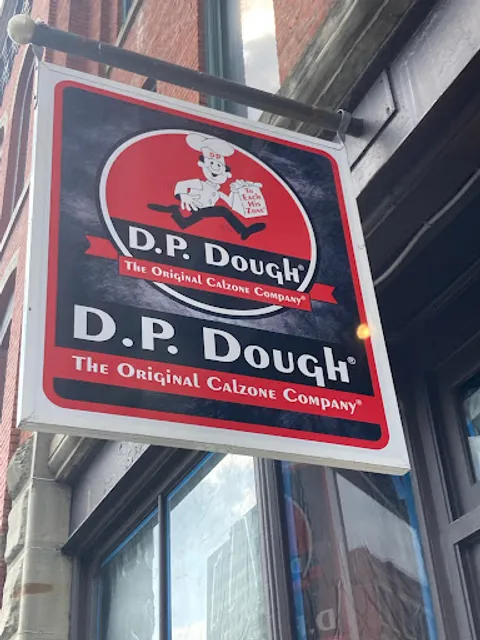 D.P.
To
Each
His
Zone
D.P. Dough®
The Original Calzone Company®
D.P. Dough®
The Original Calzone Company®